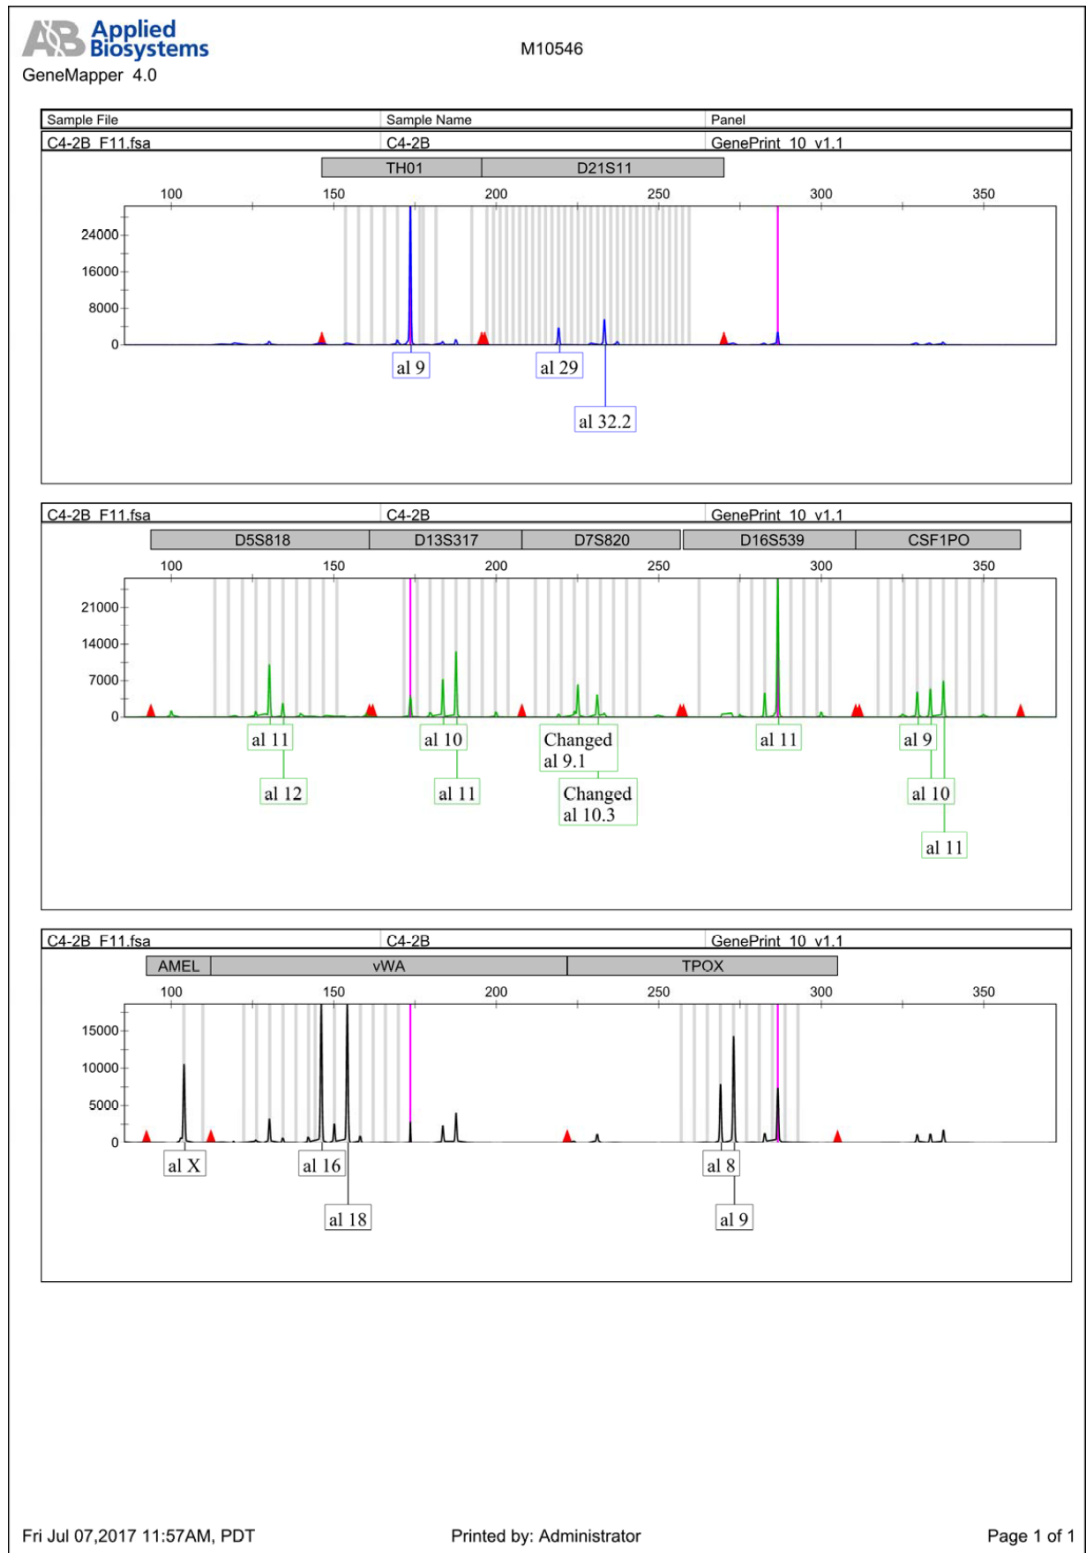 AB Applied Biosystems
M10546
GeneMapper 4.0
Sample File Sample Name Panel
C4-2B_F11.fsa C4-2B GenePrint_10_v1.1
TH01 D21S11
100 150 200 250 300 350
24000
16000
8000
0
al 9 al 29
al 32.2
C4-2B_F11.fsa C4-2B GenePrint_10_v1.1
D5S818 D13S317 D7S820 D16S539 CSF1PO
100 150 200 250 300 350
21000
14000
7000
0
al 11 al 10 Changed al 9.1 al 11 al 9
al 12 al 11 Changed al 10.3 al 10
al 11
C4-2B_F11.fsa C4-2B GenePrint_10_v1.1
AMEL vWA TPOX
100 150 200 250 300 350
15000
10000
5000
0
al X al 16 al 8
al 18 al 9
Fri Jul 07,2017 11:57AM, PDT Printed by: Administrator Page 1 of 1